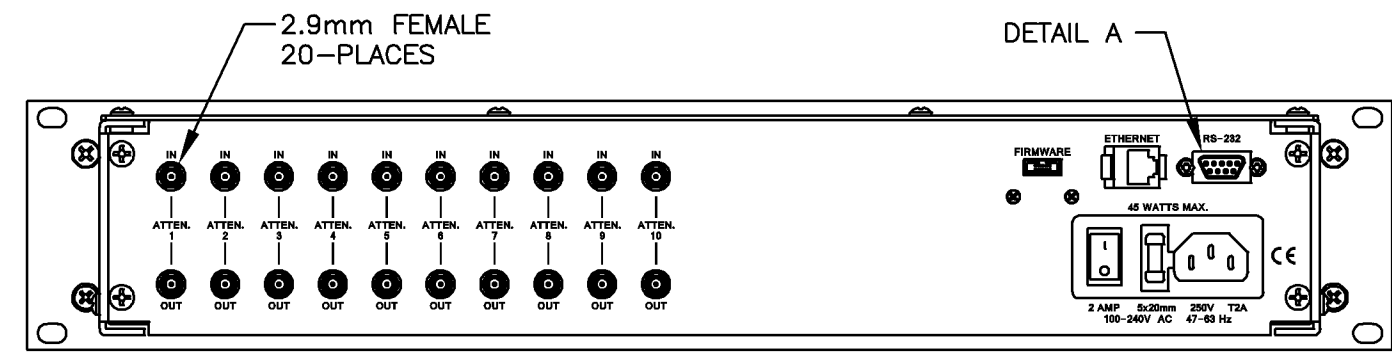 2.9mm FEMALE
20-PLACES
DETAIL A
IN IN IN IN IN IN IN IN IN IN
ATTEN. ATTEN. ATTEN. ATTEN. ATTEN. ATTEN. ATTEN. ATTEN. ATTEN. ATTEN.
1 2 3 4 5 6 7 8 9 10
OUT OUT OUT OUT OUT OUT OUT OUT OUT OUT
FIRMWARE
ETHERNET
RS-232
45 WATTS MAX.
I
O
CE
2 AMP 5x20mm 250V T2A
100-240V AC 47-63 Hz